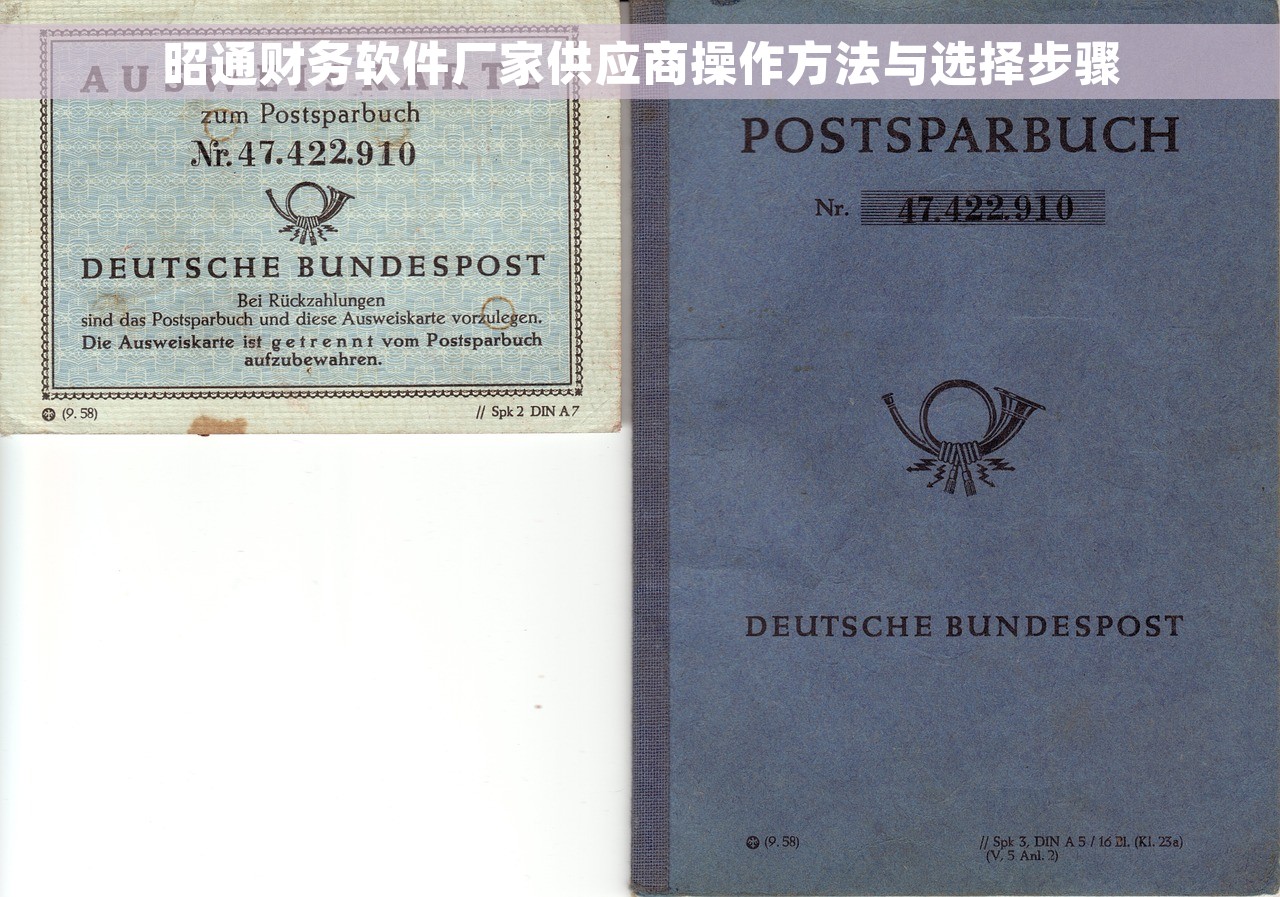 昭通财务软件厂家供应商操作方法与选择步骤
AUSWEISKARTE
zum Postsparbuch
Nr. 47.422.910
DEUTSCHE BUNDESPOST
Bei Rückzahlungen
sind das Postsparbuch und diese Ausweiskarte vorzulegen.
Die Ausweiskarte ist getrennt vom Postsparbuch
aufzubewahren.
(9. 58)
// Spk 2 DIN A 7
POSTSPARBUCH
Nr. 47.422.910
DEUTSCHE BUNDESPOST
(9. 58)
// Spk 3, DIN A 5 / 16 Bl. (Kl. 23a)
(V, 5 Anl. 2)